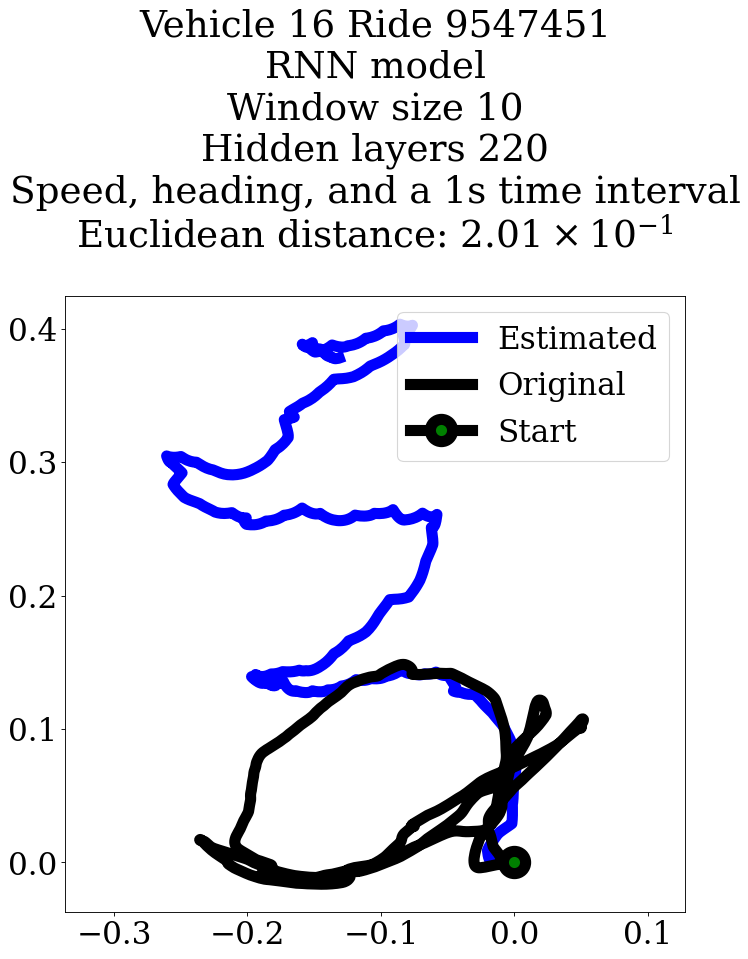 Vehicle 16 Ride 9547451
RNN model
Window size 10
Hidden layers 220
Speed, heading, and a 1s time interval
Euclidean distance: 2.01 × 10⁻¹
Estimated
Original
Start
0.4
0.3
0.2
0.1
0.0
−0.3 −0.2 −0.1 0.0 0.1